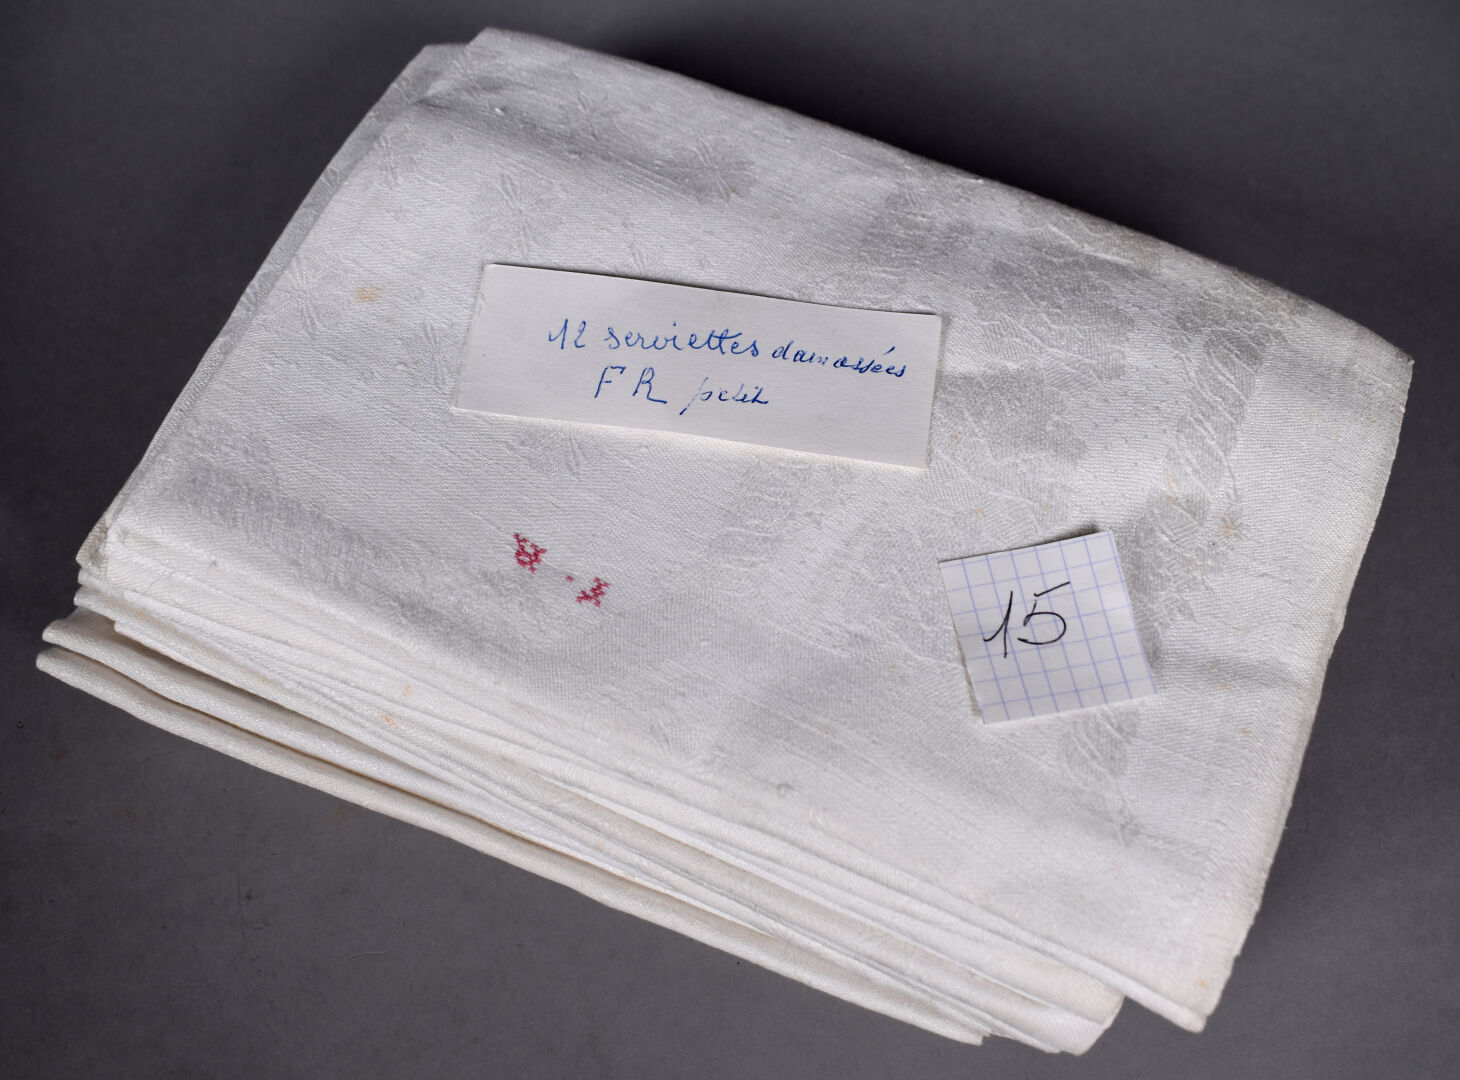 12 serviettes damassées
FR petit
F.R
15